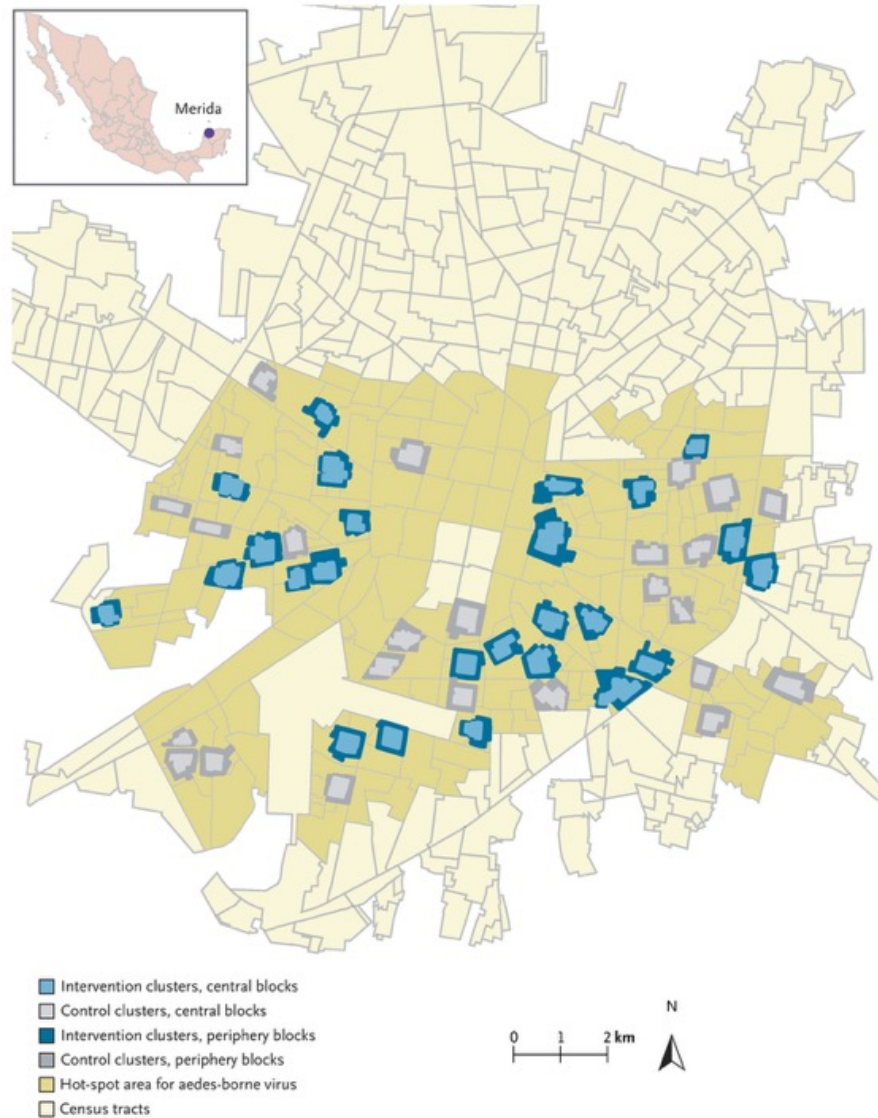 Merida
Intervention clusters, central blocks
Control clusters, central blocks
Intervention clusters, periphery blocks
Control clusters, periphery blocks
Hot-spot area for aedes-borne virus
Census tracts
0 1 2 km
N